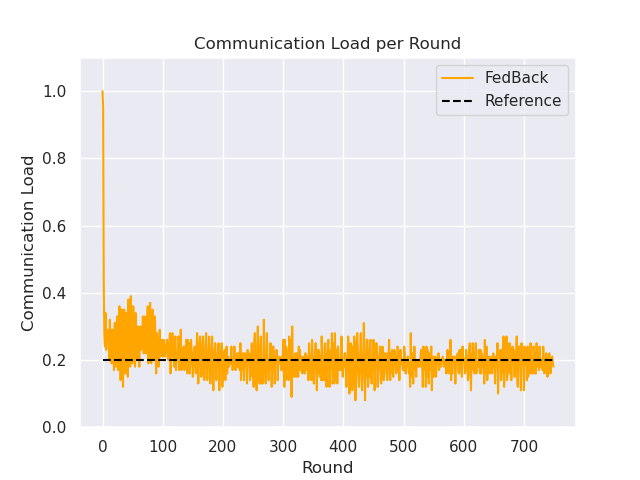 Communication Load per Round
FedBack
Reference
Communication Load
1.0
0.8
0.6
0.4
0.2
0.0
0 100 200 300 400 500 600 700
Round